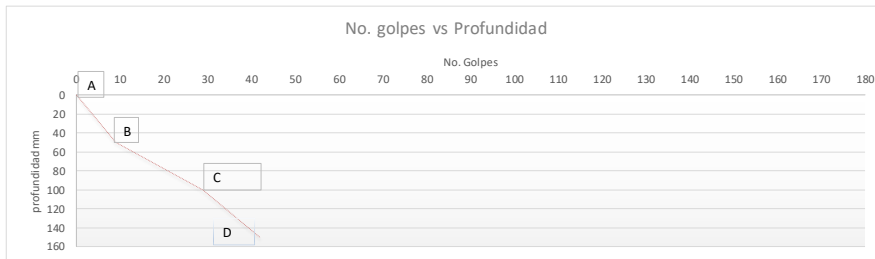 No. golpes vs Profundidad
No. Golpes
0 10 20 30 40 50 60 70 80 90 100 110 120 130 140 150 160 170 180
A
0
20
B
40
60
80
C
100
120
140
D
160
profundidad mm